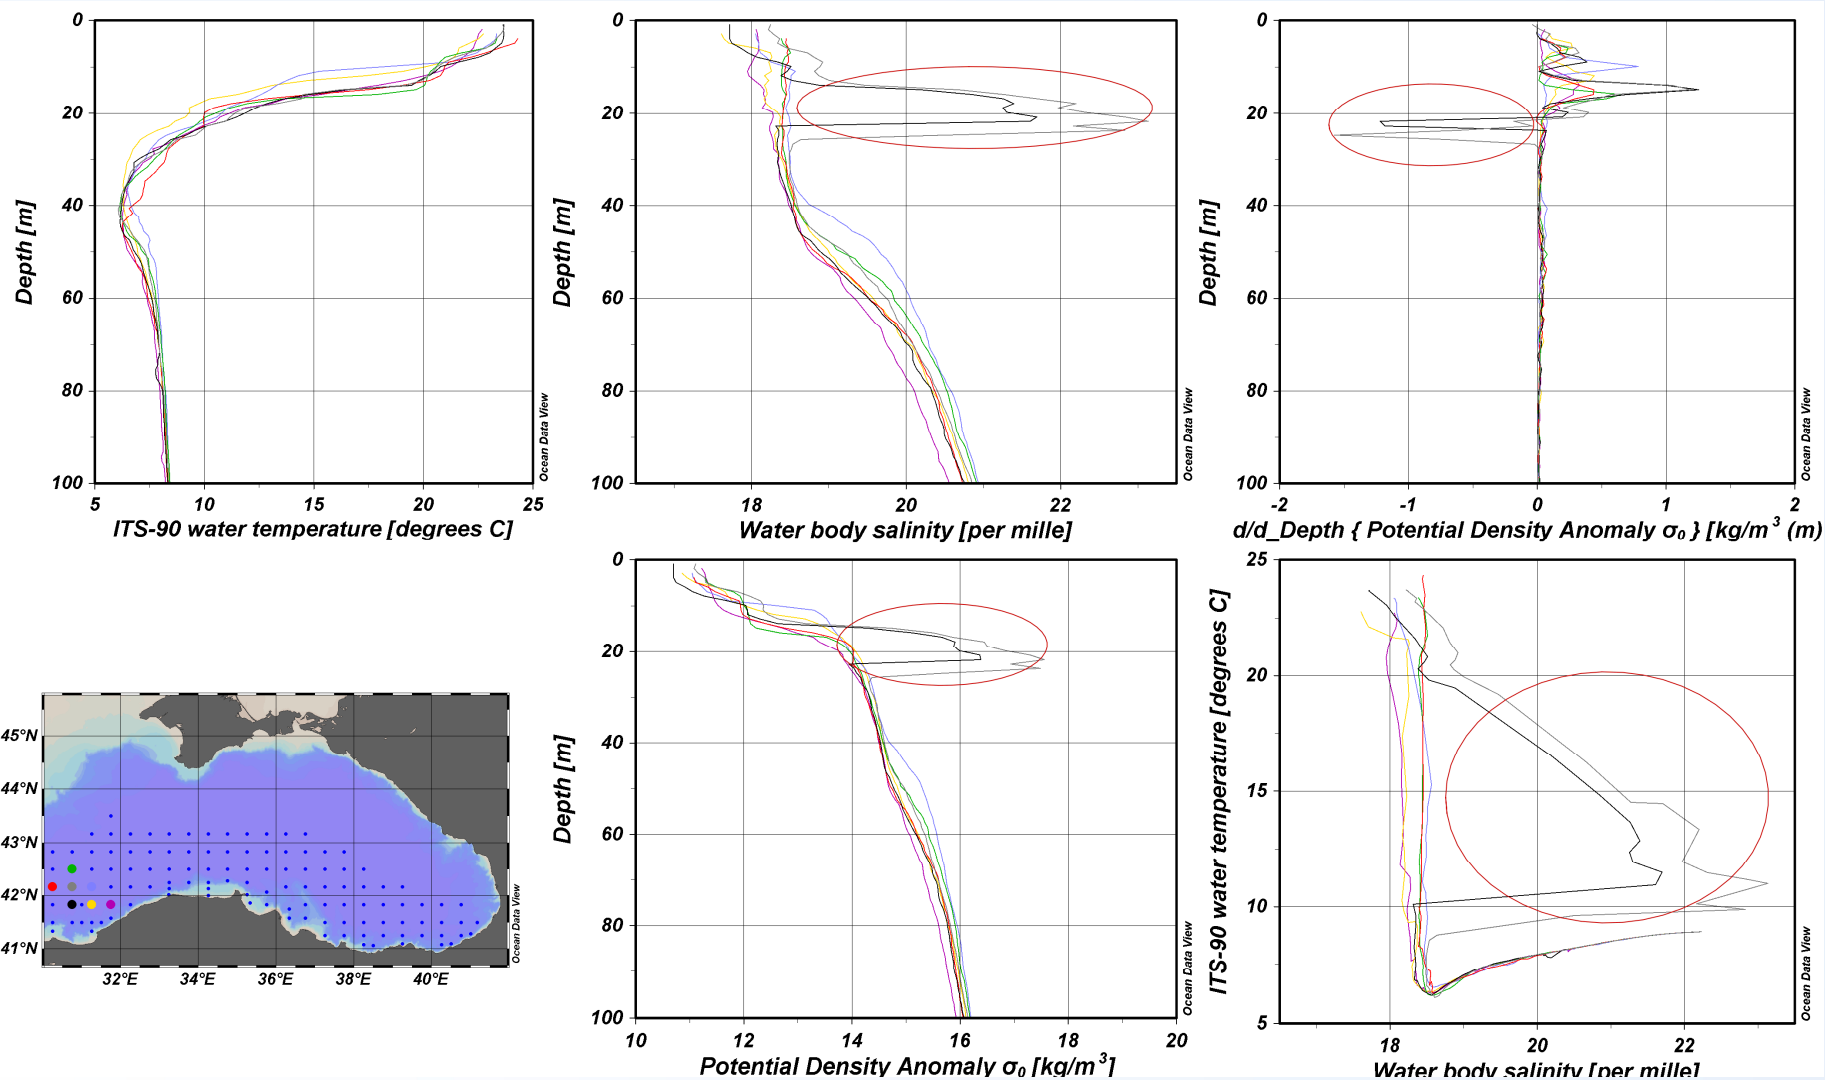 0
20
40
60
80
100
5
10
15
20
25
Depth [m]
ITS-90 water temperature [degrees C]
Ocean Data View
0
20
40
60
80
100
18
20
22
Depth [m]
Water body salinity [per mille]
Ocean Data View
0
20
40
60
80
100
-2
-1
0
1
2
Depth [m]
d/d_Depth { Potential Density Anomaly σ₀ } [kg/m³ (m)
Ocean Data View
45°N
44°N
43°N
42°N
41°N
32°E
34°E
36°E
38°E
40°E
Ocean Data View
0
20
40
60
80
100
10
12
14
16
18
20
Depth [m]
Potential Density Anomaly σ₀ [kg/m³]
Ocean Data View
25
20
15
10
5
18
20
22
ITS-90 water temperature [degrees C]
Water body salinity [per mille]
Ocean Data View